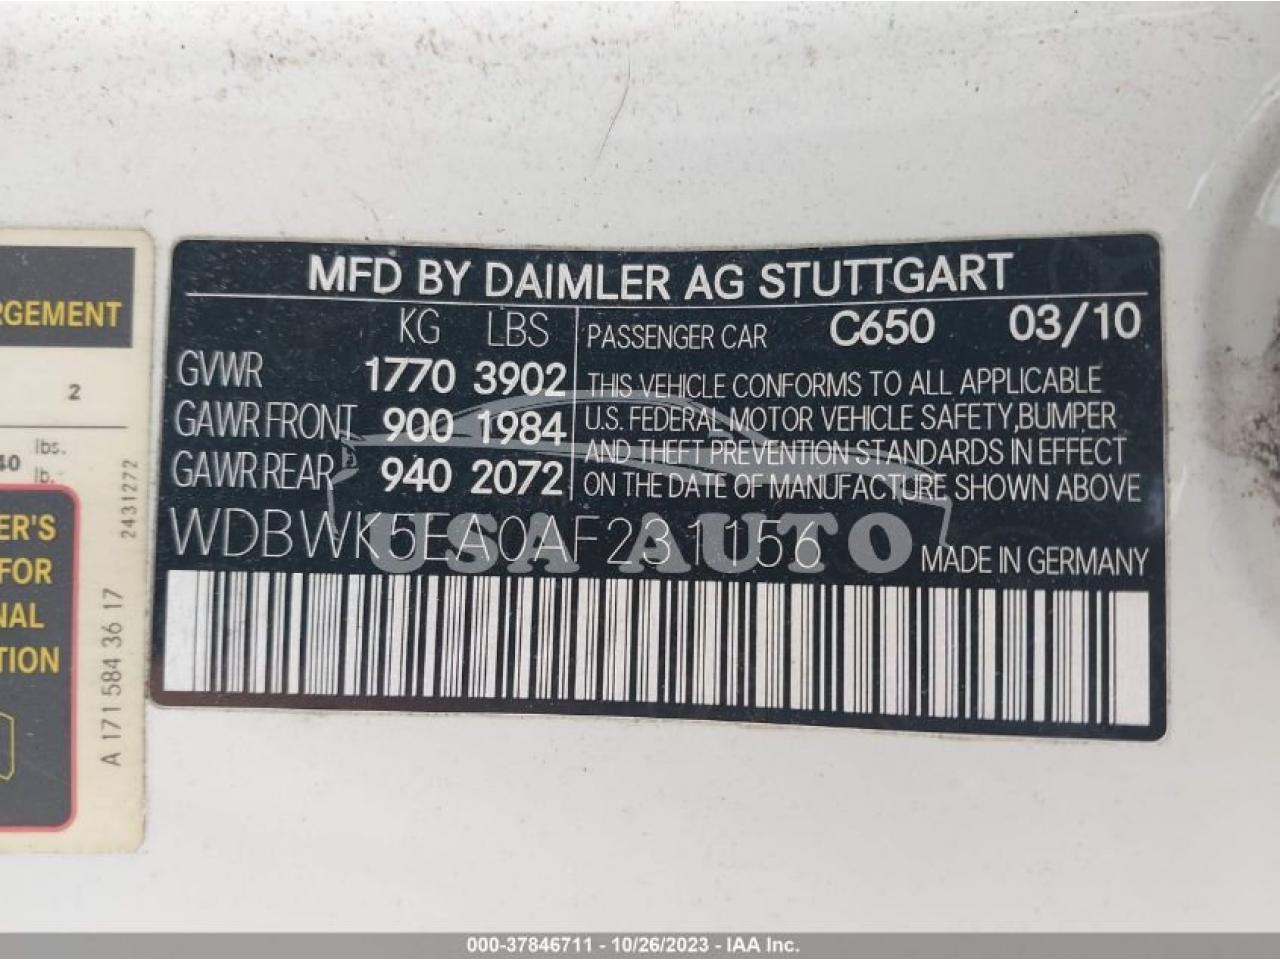 RGEMENT
2
lbs.
40
lb.
ER'S
FOR
NAL
TION
2431272
A 171 584 36 17
MFD BY DAIMLER AG STUTTGART
KG LBS
GVWR 1770 3902
GAWR FRONT 900 1984
GAWR REAR 940 2072
PASSENGER CAR C650 03/10
THIS VEHICLE CONFORMS TO ALL APPLICABLE
U.S. FEDERAL MOTOR VEHICLE SAFETY, BUMPER
AND THEFT PREVENTION STANDARDS IN EFFECT
ON THE DATE OF MANUFACTURE SHOWN ABOVE
WDBWK5EA0AF231156
MADE IN GERMANY
USA AUTO
000-37846711 - 10/26/2023 - IAA Inc.